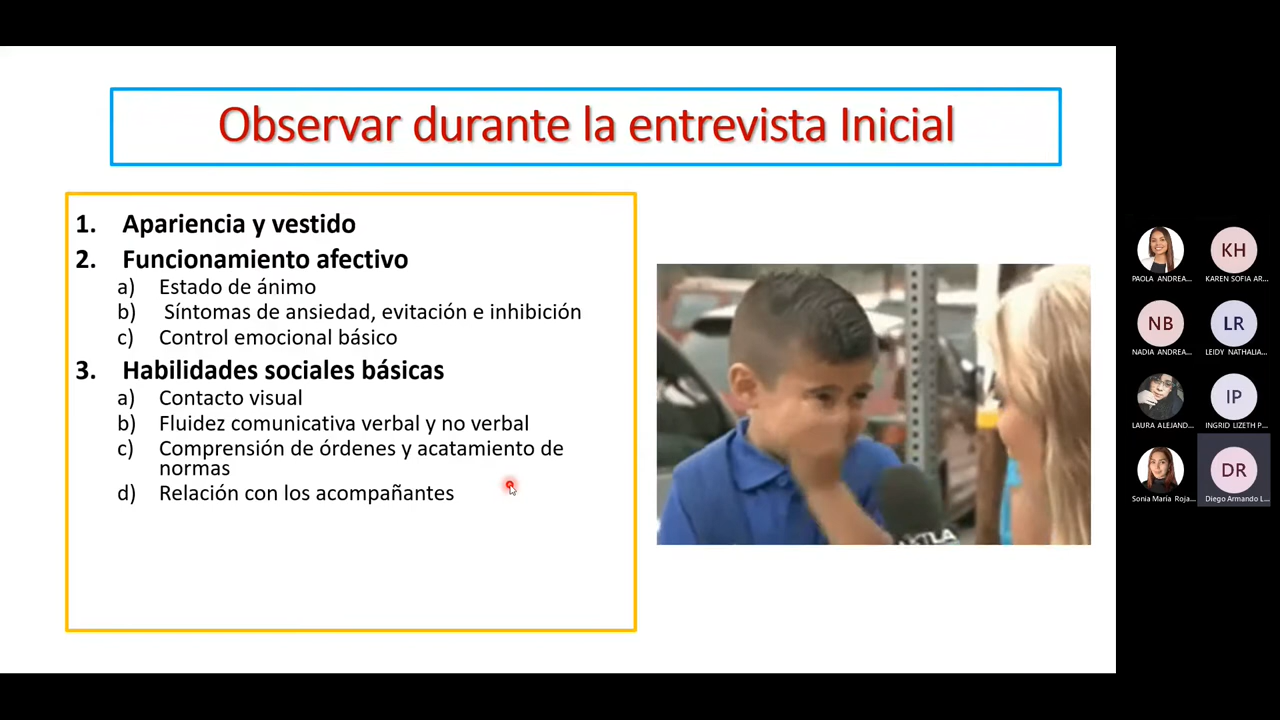 Observar durante la entrevista Inicial
1. Apariencia y vestido
2. Funcionamiento afectivo
a) Estado de ánimo
b) Síntomas de ansiedad, evitación e inhibición
c) Control emocional básico
3. Habilidades sociales básicas
a) Contacto visual
b) Fluidez comunicativa verbal y no verbal
c) Comprensión de órdenes y acatamiento de
normas
d) Relación con los acompañantes
KTLA
KH
PAOLA ANDREA...
KAREN SOFIA AR...
NB
LR
NADIA ANDREA...
LEIDY NATHALIA...
IP
LAURA ALEJAND...
INGRID LIZETH P...
DR
Sonia María Roja...
Diego Armando L...